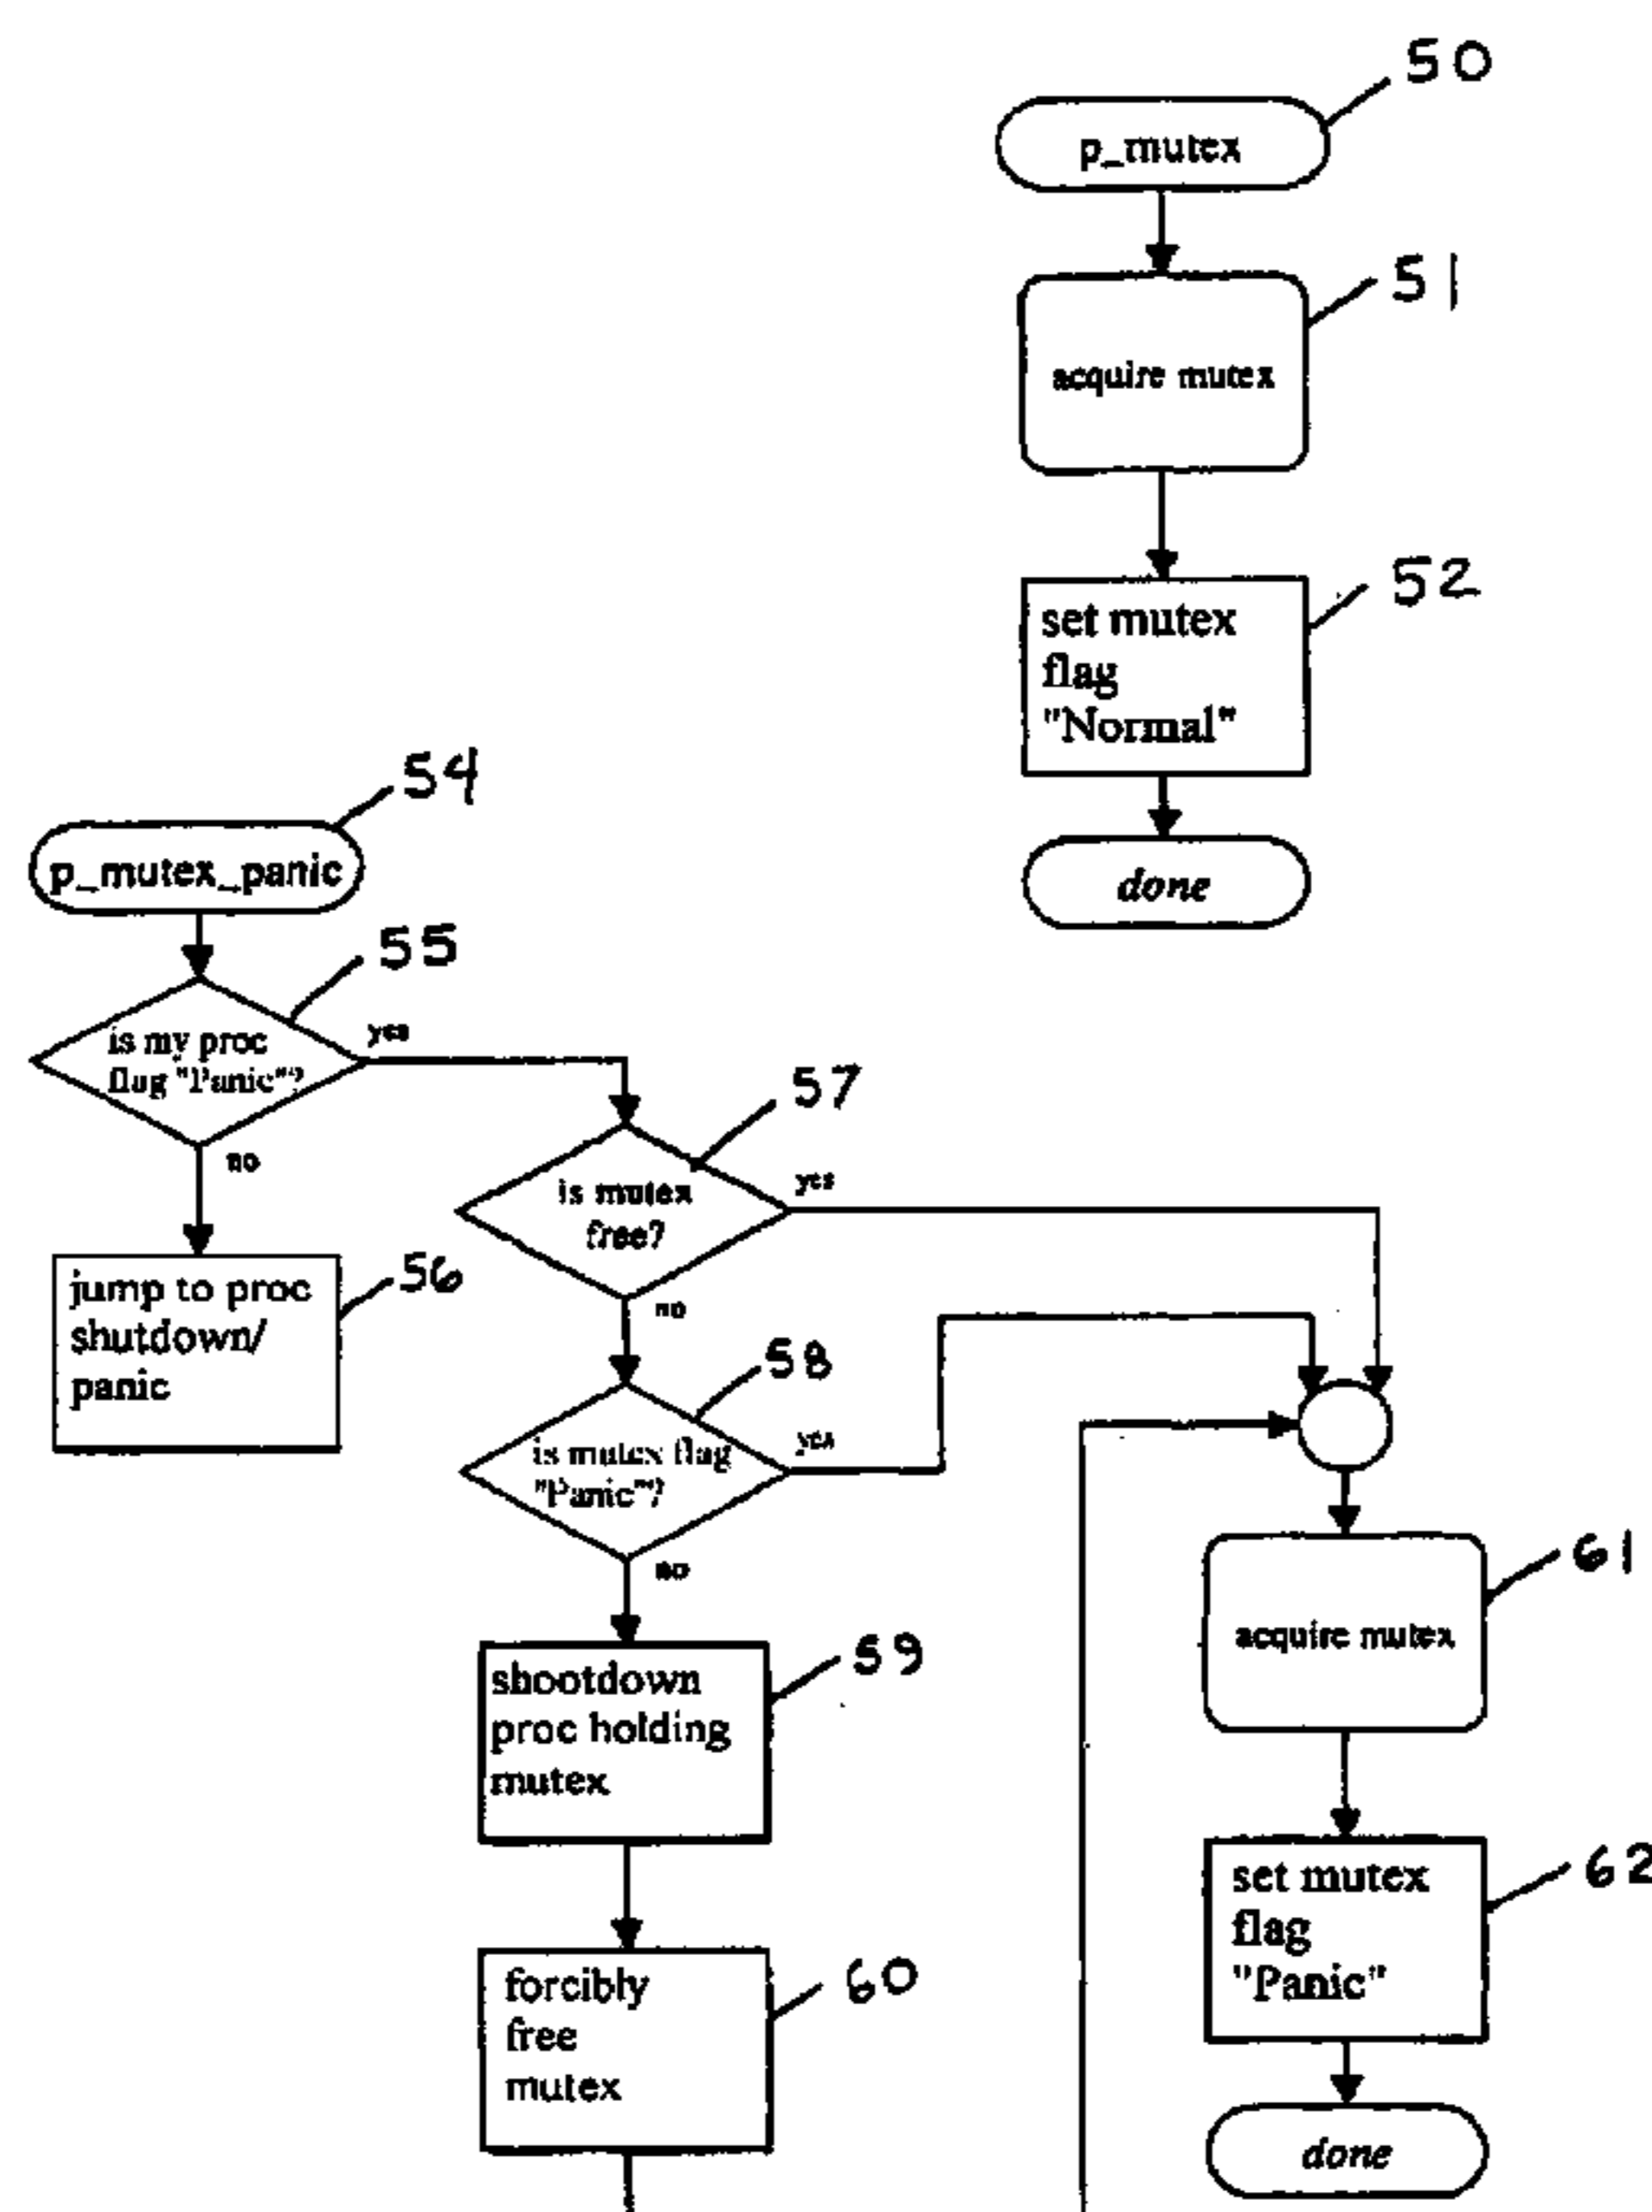 50
p_mutex
51
acquire mutex
52
set mutex
flag
"Normal"
done
54
p_mutex_panic
55
is my proc
flag "Panic"?
yes
no
56
jump to proc
shutdown/
panic
57
is mutex
free?
yes
no
58
is mutex flag
"Panic"?
yes
no
59
shootdown
proc holding
mutex
60
forcibly
free
mutex
61
acquire mutex
62
set mutex
flag
"Panic"
done